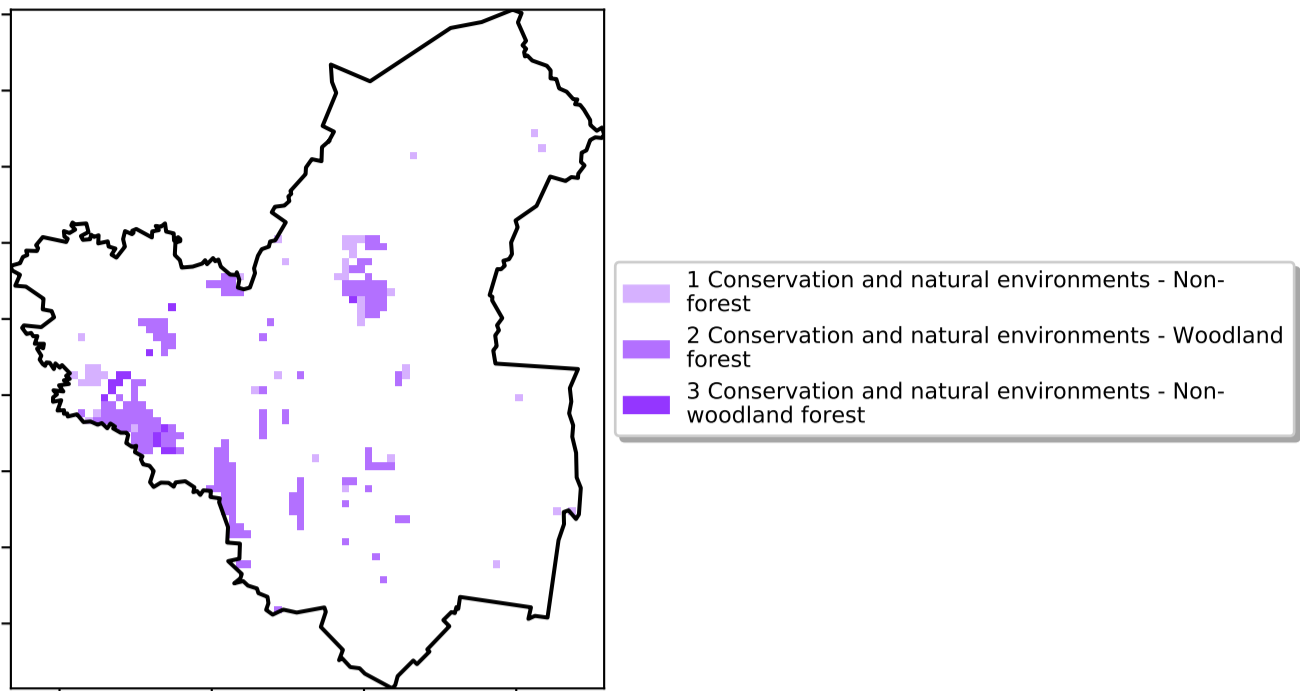 1 Conservation and natural environments - Non-
forest
2 Conservation and natural environments - Woodland
forest
3 Conservation and natural environments - Non-
woodland forest